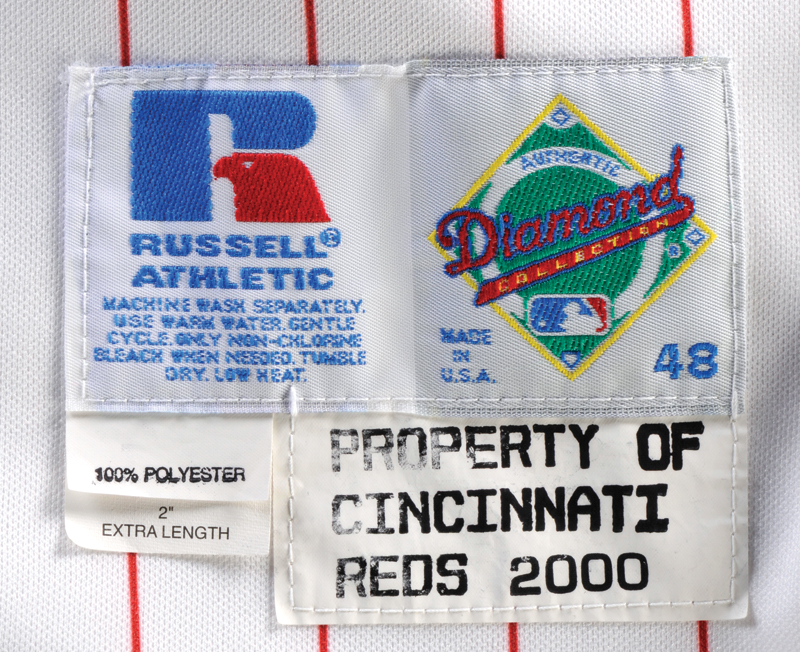 RUSSELL®
ATHLETIC
MACHINE WASH SEPARATELY.
USE WARM WATER. GENTLE
CYCLE. ONLY NON-CHLORINE
BLEACH WHEN NEEDED. TUMBLE
DRY. LOW HEAT.
AUTHENTIC
Diamond
COLLECTION
®
MADE
IN
U.S.A.
48
100% POLYESTER
2"
EXTRA LENGTH
PROPERTY OF
CINCINNATI
REDS 2000